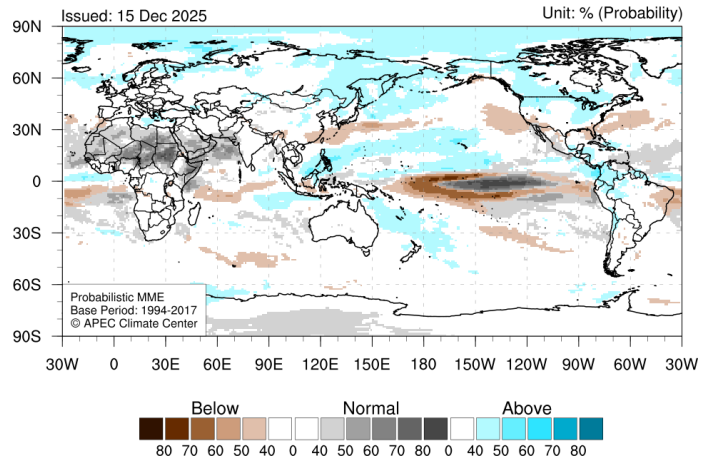 Issued: 15 Dec 2025
Unit: % (Probability)
90N
60N
30N
0
30S
60S
90S
Probabilistic MME
Base Period: 1994-2017
© APEC Climate Center
30W 0 30E 60E 90E 120E 150E 180 150W 120W 90W 60W 30W
Below Normal Above
80 70 60 50 40 0 0 40 50 60 70 80 0 40 50 60 70 80